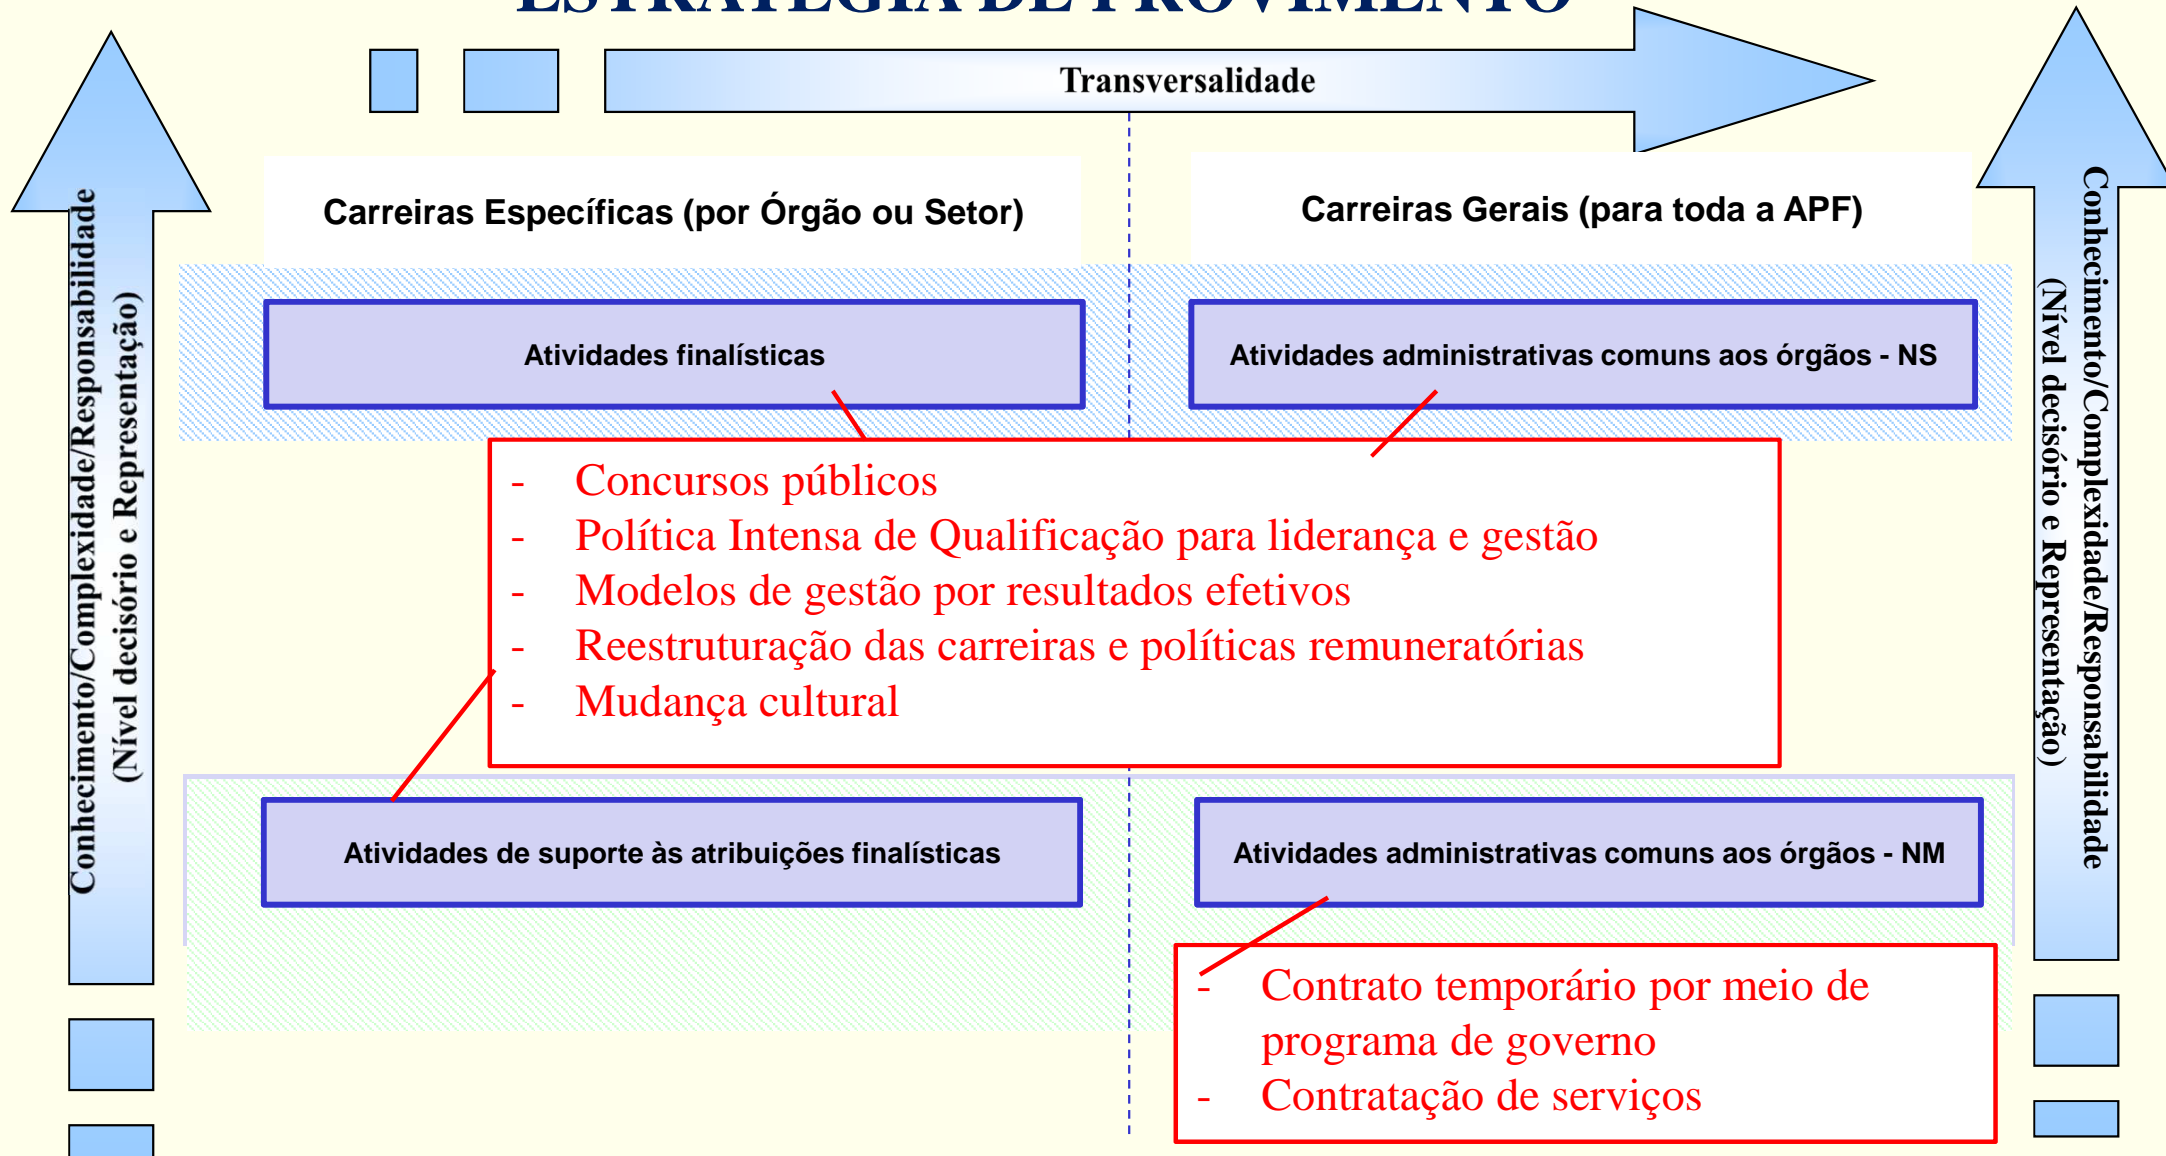 ESTRATÉGIA DE PROVIMENTO
Transversalidade
Carreiras Específicas (por Órgão ou Setor)
Carreiras Gerais (para toda a APF)
Conhecimento/Complexidade/Responsabilidade
(Nível decisório e Representação)
Atividades finalísticas
Atividades administrativas comuns aos órgãos - NS
- Concursos públicos
- Política Intensa de Qualificação para liderança e gestão
- Modelos de gestão por resultados efetivos
- Reestruturação das carreiras e políticas remuneratórias
- Mudança cultural
Atividades de suporte às atribuições finalísticas
Atividades administrativas comuns aos órgãos - NM
- Contrato temporário por meio de
programa de governo
- Contratação de serviços
Conhecimento/Complexidade/Responsabilidade
(Nível decisório e Representação)